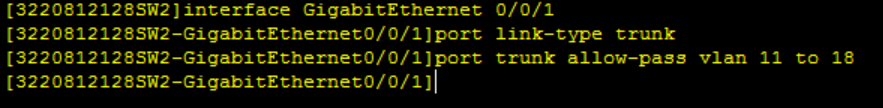 [3220812128SW2]interface GigabitEthernet 0/0/1
[3220812128SW2-GigabitEthernet0/0/1]port link-type trunk
[3220812128SW2-GigabitEthernet0/0/1]port trunk allow-pass vlan 11 to 18
[3220812128SW2-GigabitEthernet0/0/1]